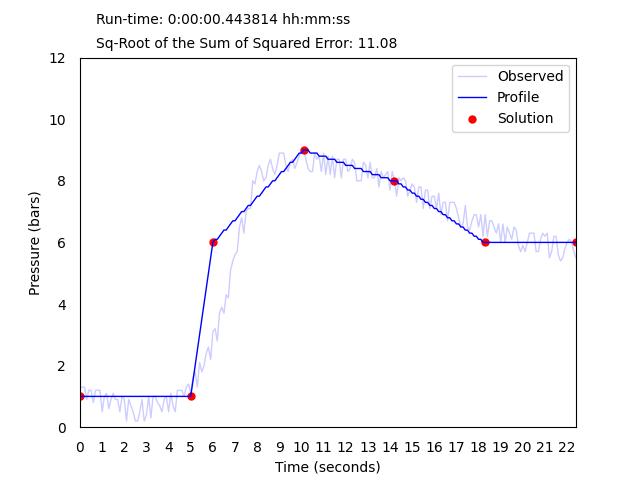 Run-time: 0:00:00.443814 hh:mm:ss
Sq-Root of the Sum of Squared Error: 11.08
12
10
8
6
4
2
0
Pressure (bars)
Observed
Profile
Solution
0 1 2 3 4 5 6 7 8 9 10 11 12 13 14 15 16 17 18 19 20 21 22
Time (seconds)